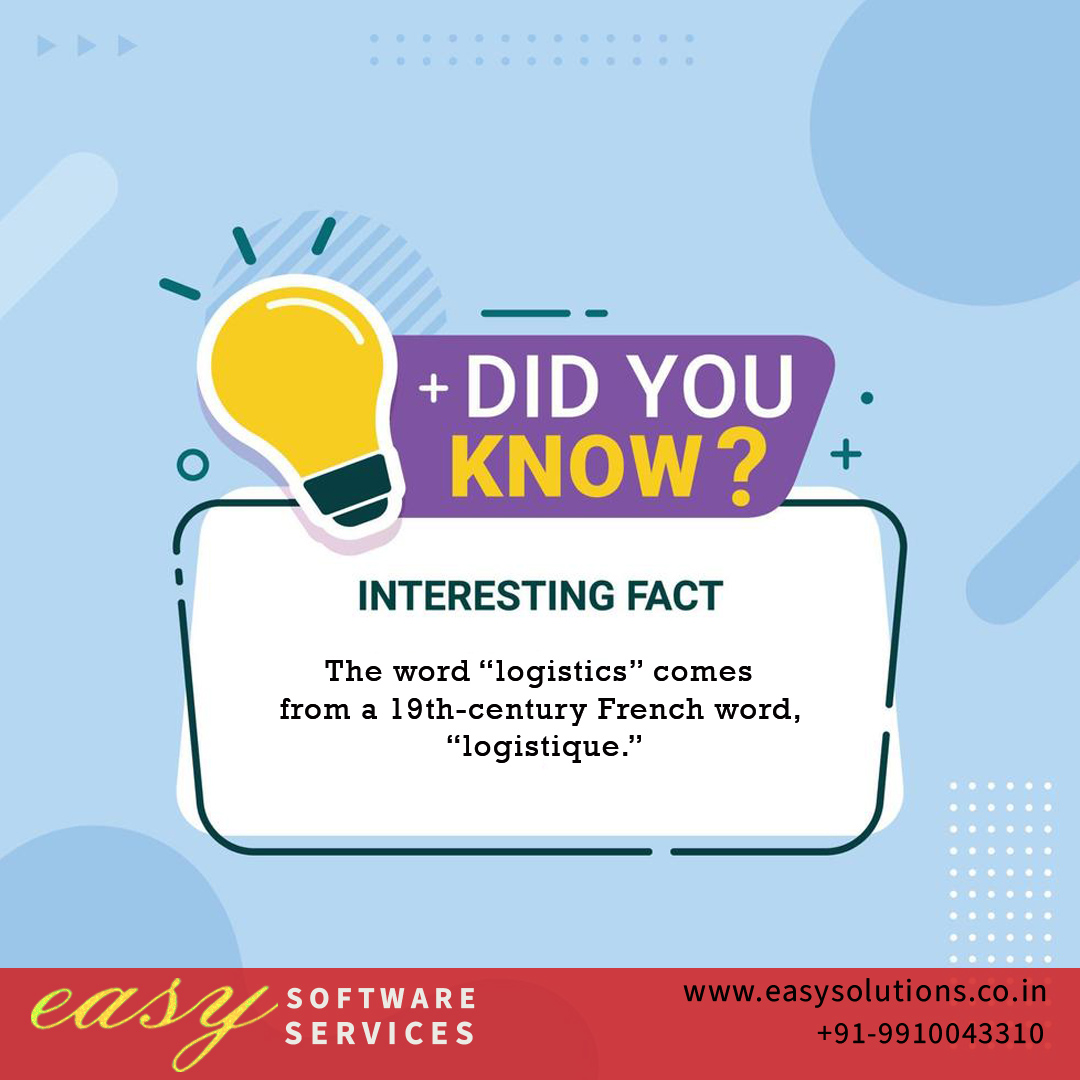 DID YOU
KNOW?
INTERESTING FACT
The word “logistics” comes
from a 19th-century French word,
“logistique.”
easy SOFTWARE
SERVICES
www.easysolutions.co.in
+91-9910043310